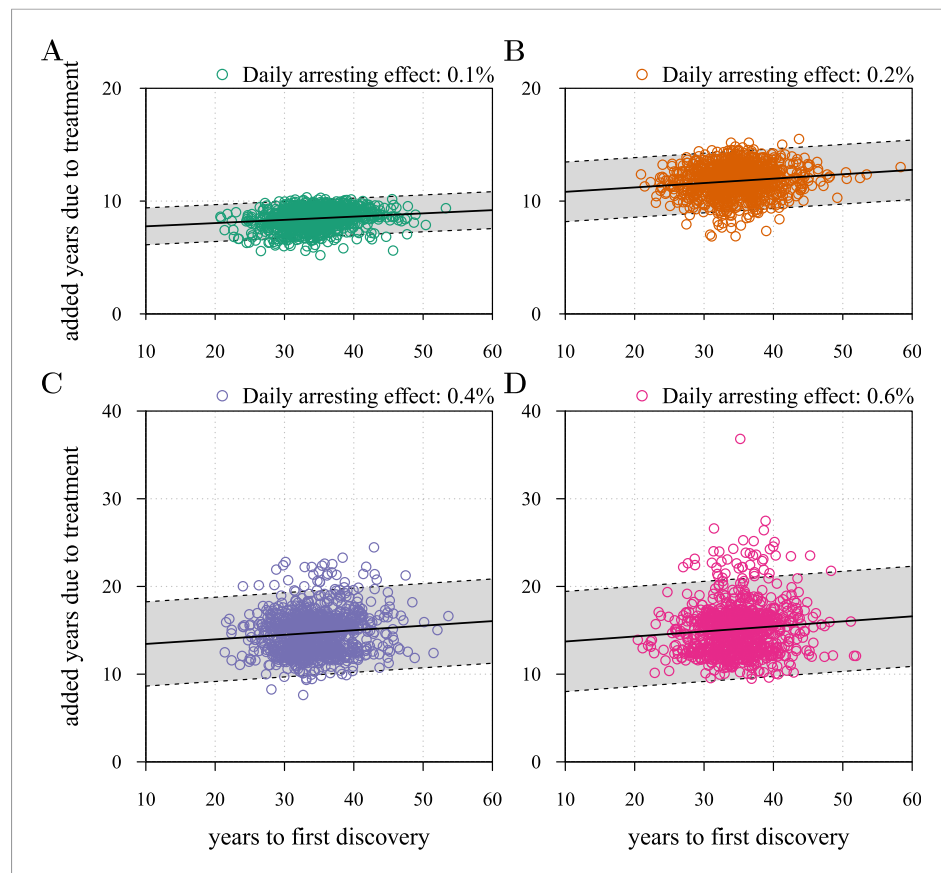 A
Daily arresting effect: 0.1%
added years due to treatment
20
10
0
10 20 30 40 50 60
B
Daily arresting effect: 0.2%
20
10
0
10 20 30 40 50 60
C
Daily arresting effect: 0.4%
added years due to treatment
40
30
20
10
0
10 20 30 40 50 60
years to first discovery
D
Daily arresting effect: 0.6%
40
30
20
10
0
10 20 30 40 50 60
years to first discovery